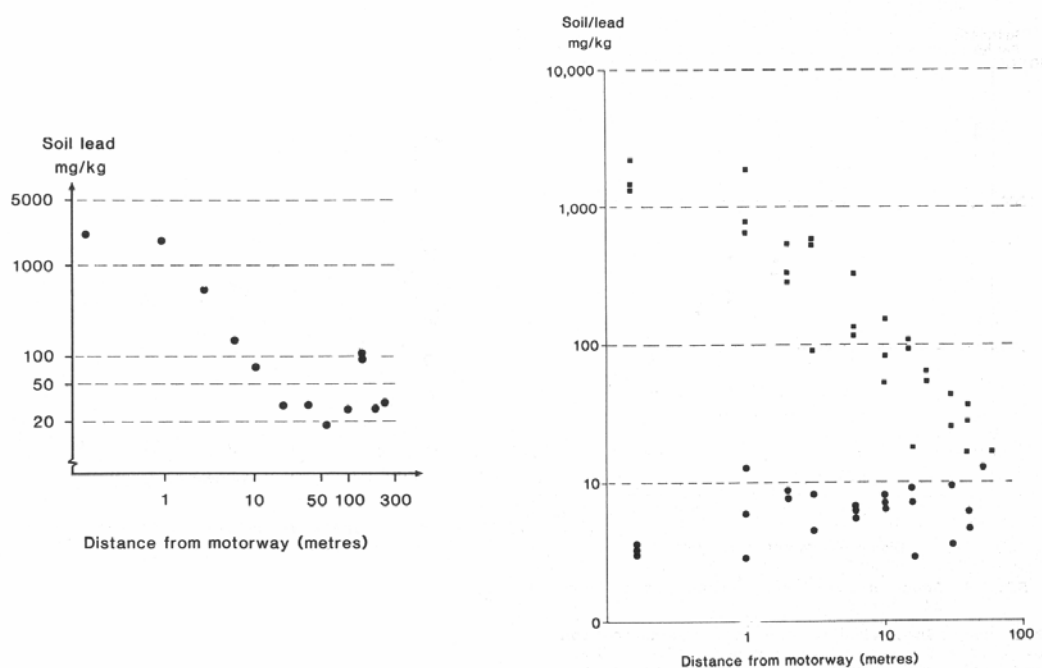 Soil lead
mg/kg
5000
1000
100
50
20
1 10 50 100 300
Distance from motorway (metres)
Soil/lead
mg/kg
10,000
1,000
100
10
0
1 10 100
Distance from motorway (metres)